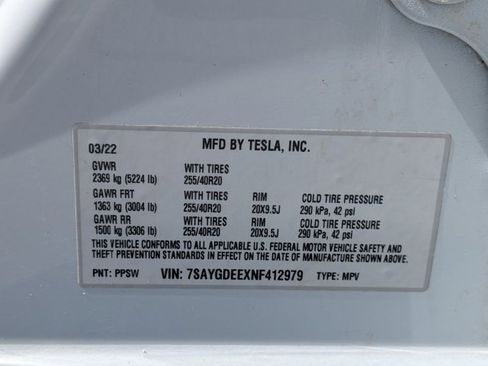 03/22 MFD BY TESLA, INC.
GVWR WITH TIRES
2369 kg (5224 lb) 255/40R20
GAWR FRT WITH TIRES RIM COLD TIRE PRESSURE
1363 kg (3004 lb) 255/40R20 20X9.5J 290 kPa, 42 psi
GAWR RR WITH TIRES RIM COLD TIRE PRESSURE
1500 kg (3306 lb) 255/40R20 20X9.5J 290 kPa, 42 psi
THIS VEHICLE CONFORMS TO ALL APPLICABLE U.S. FEDERAL MOTOR VEHICLE SAFETY AND
THEFT PREVENTION STANDARDS IN EFFECT ON THE DATE OF MANUFACTURE SHOWN ABOVE.
PNT: PPSW VIN: 7SAYGDEEXNF412979 TYPE: MPV